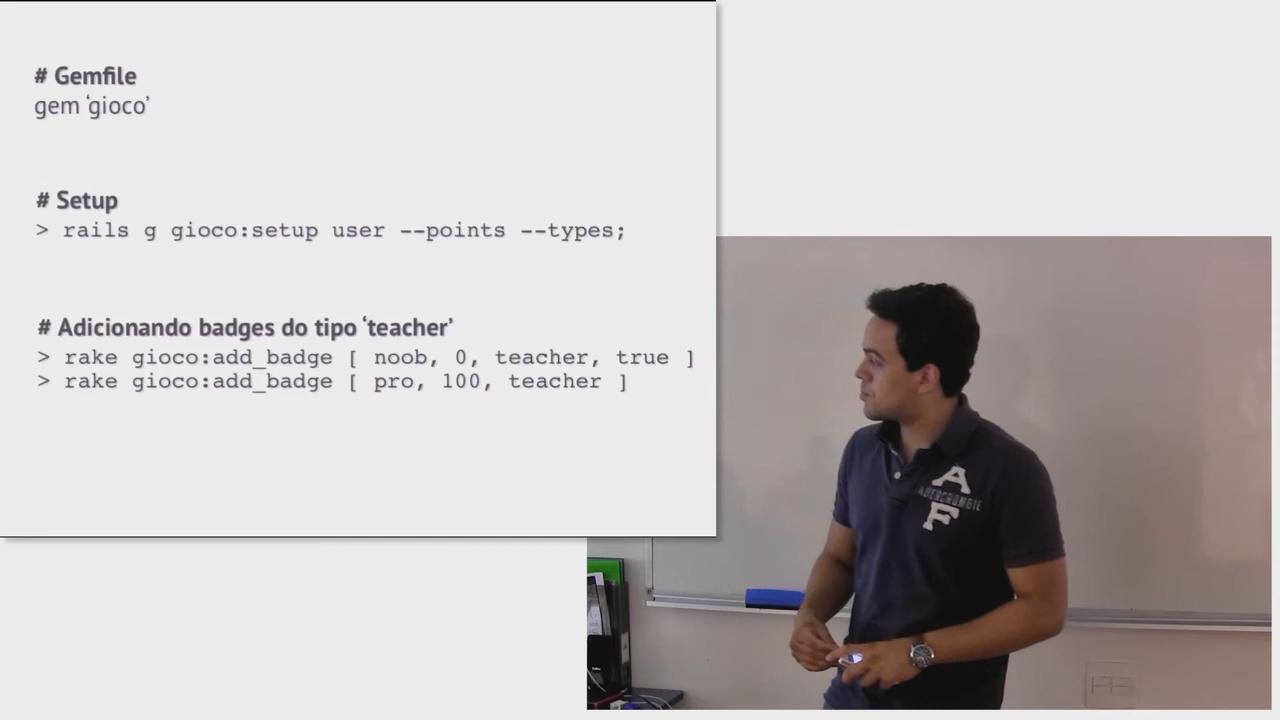 # Gemfile
gem ‘gioco’
# Setup
> rails g gioco:setup user --points --types;
# Adicionando badges do tipo ‘teacher’
> rake gioco:add_badge [ noob, 0, teacher, true ]
> rake gioco:add_badge [ pro, 100, teacher ]
A
ABERCROMBIE
F